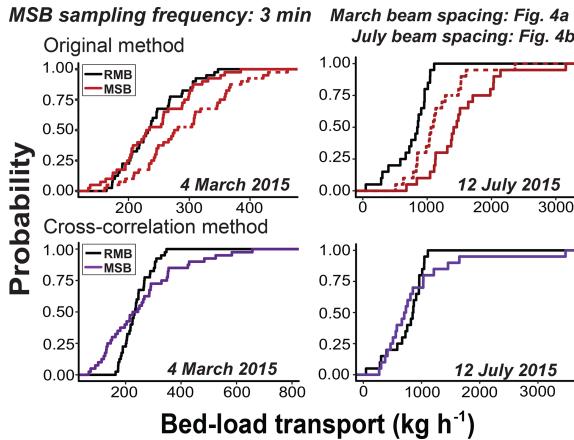 MSB sampling frequency: 3 min
March beam spacing: Fig. 4a
July beam spacing: Fig. 4b
Original method
1.00
0.75
0.50
0.25
0.00
RMB
MSB
4 March 2015
200
400
1.00
0.75
0.50
0.25
0.00
12 July 2015
0
1000
2000
3000
Probability
Cross-correlation method
1.00
0.75
0.50
0.25
0.00
RMB
MSB
4 March 2015
200
400
600
800
1.00
0.75
0.50
0.25
0.00
12 July 2015
0
1000
2000
3000
Bed-load transport (kg h⁻¹)